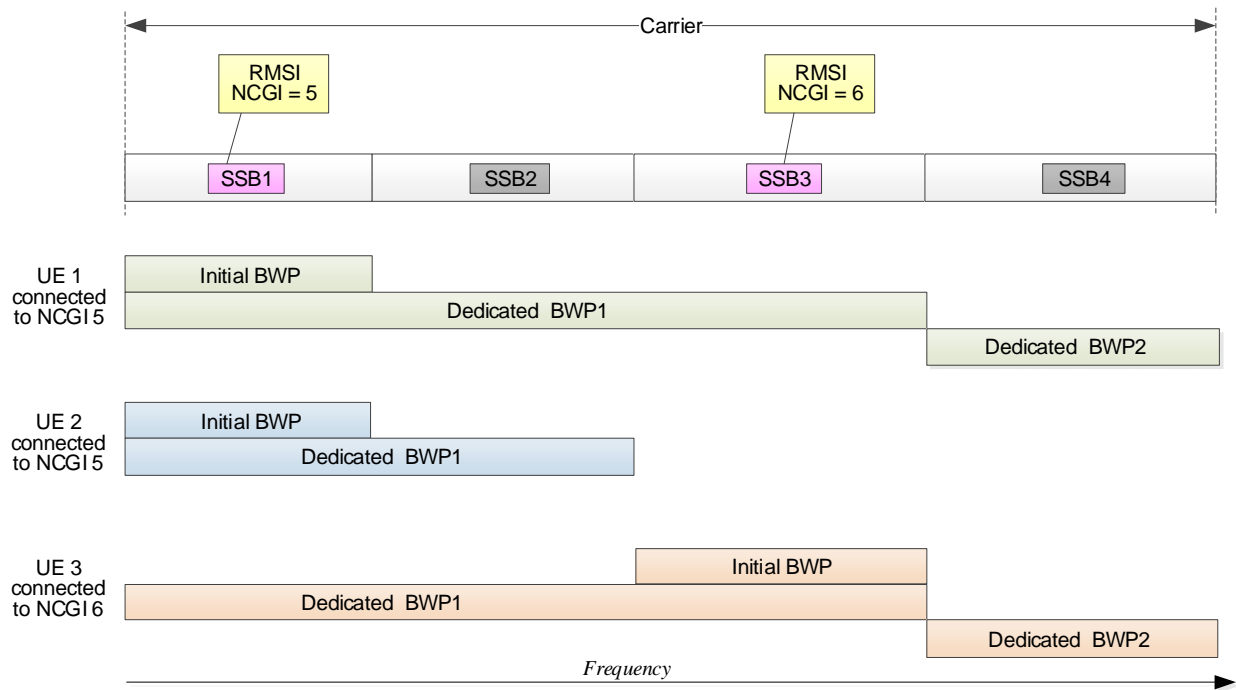 Carrier
RMSI
NCGI = 5
RMSI
NCGI = 6
SSB1
SSB2
SSB3
SSB4
UE 1
connected
to NCGI 5
Initial BWP
Dedicated BWP1
Dedicated BWP2
UE 2
connected
to NCGI 5
Initial BWP
Dedicated BWP1
UE 3
connected
to NCGI 6
Initial BWP
Dedicated BWP1
Dedicated BWP2
Frequency